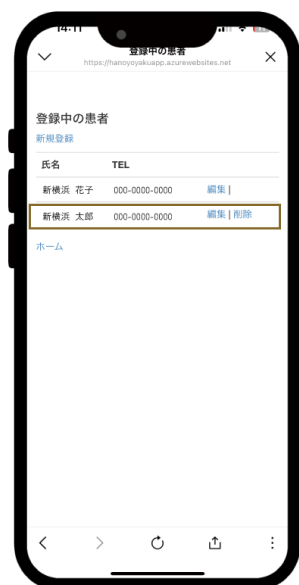 14:11
登録中の患者
https://hanoyoyakuapp.azurewebsites.net
登録中の患者
新規登録
氏名 TEL
新横浜 花子 000-0000-0000 編集 |
新横浜 太郎 000-0000-0000 編集 | 削除
ホーム